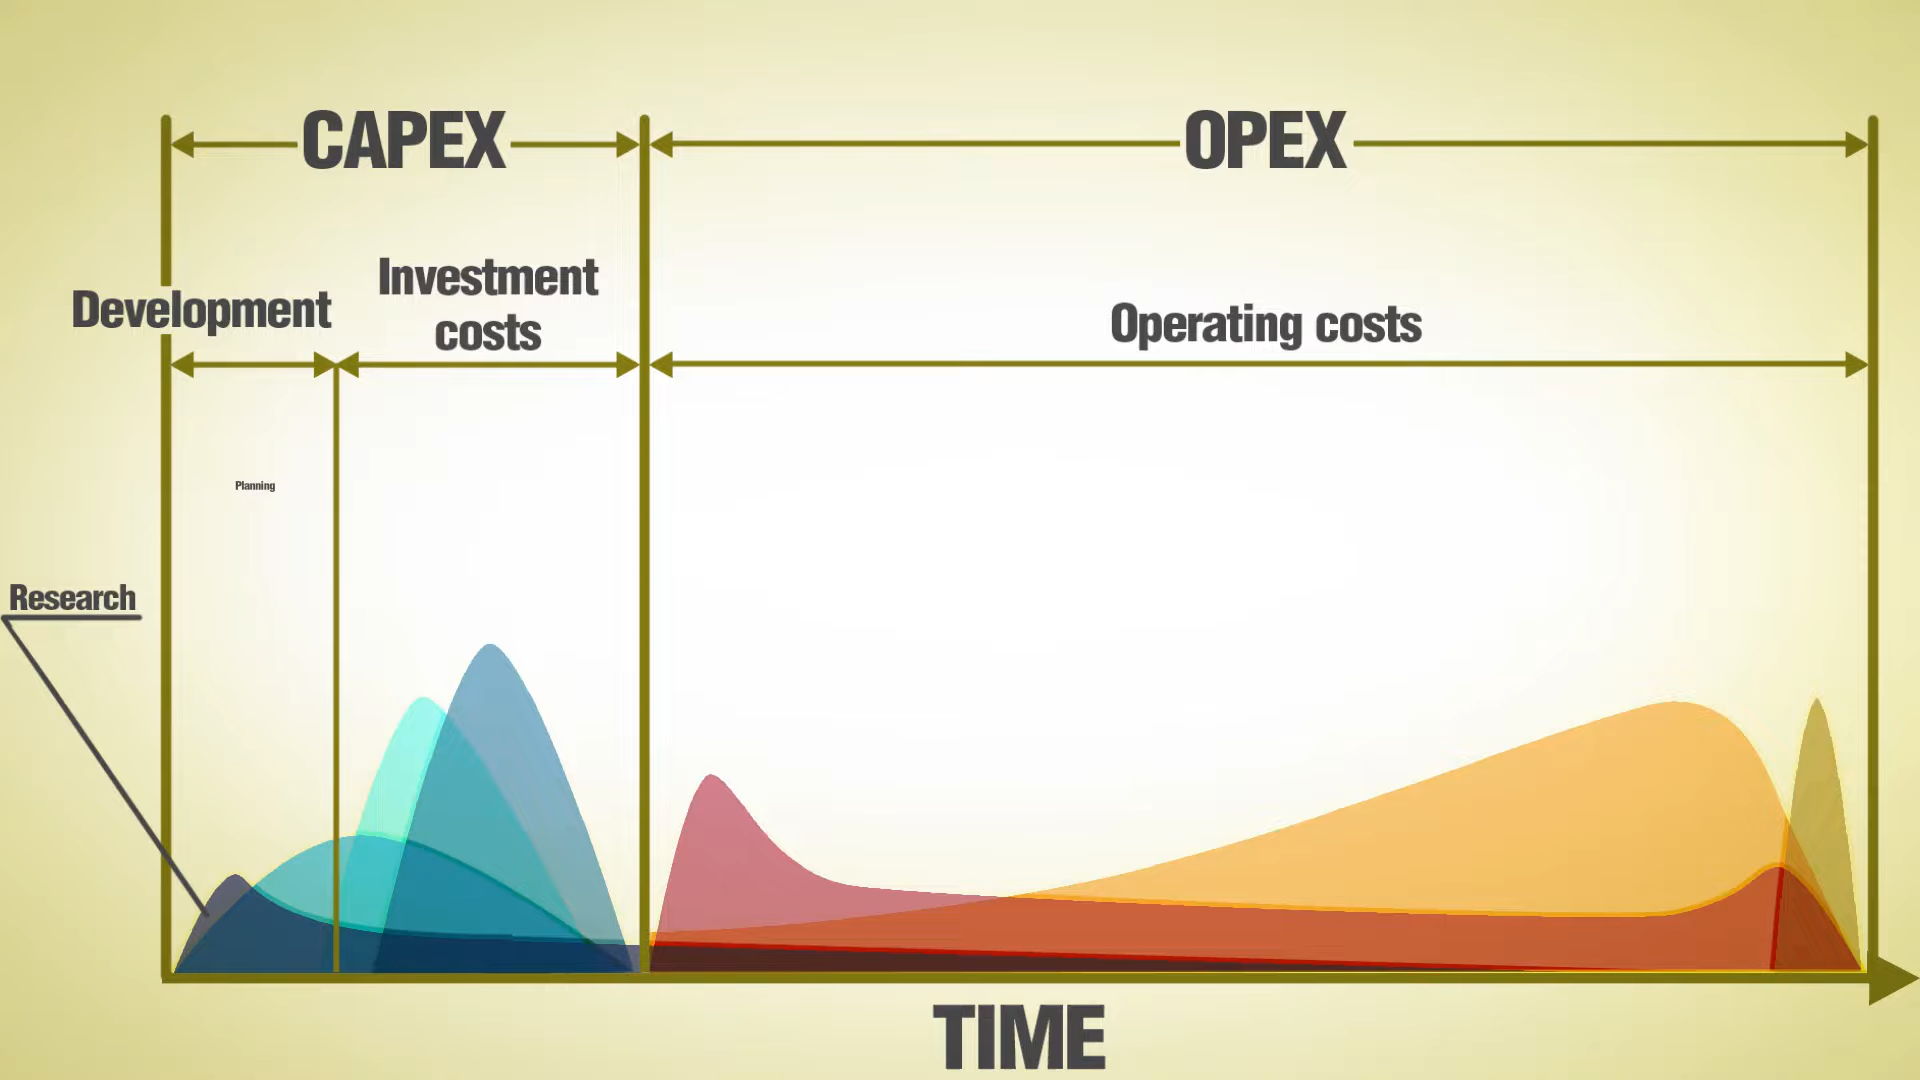 CAPEX
OPEX
Development
Investment
costs
Operating costs
Planning
Research
TIME